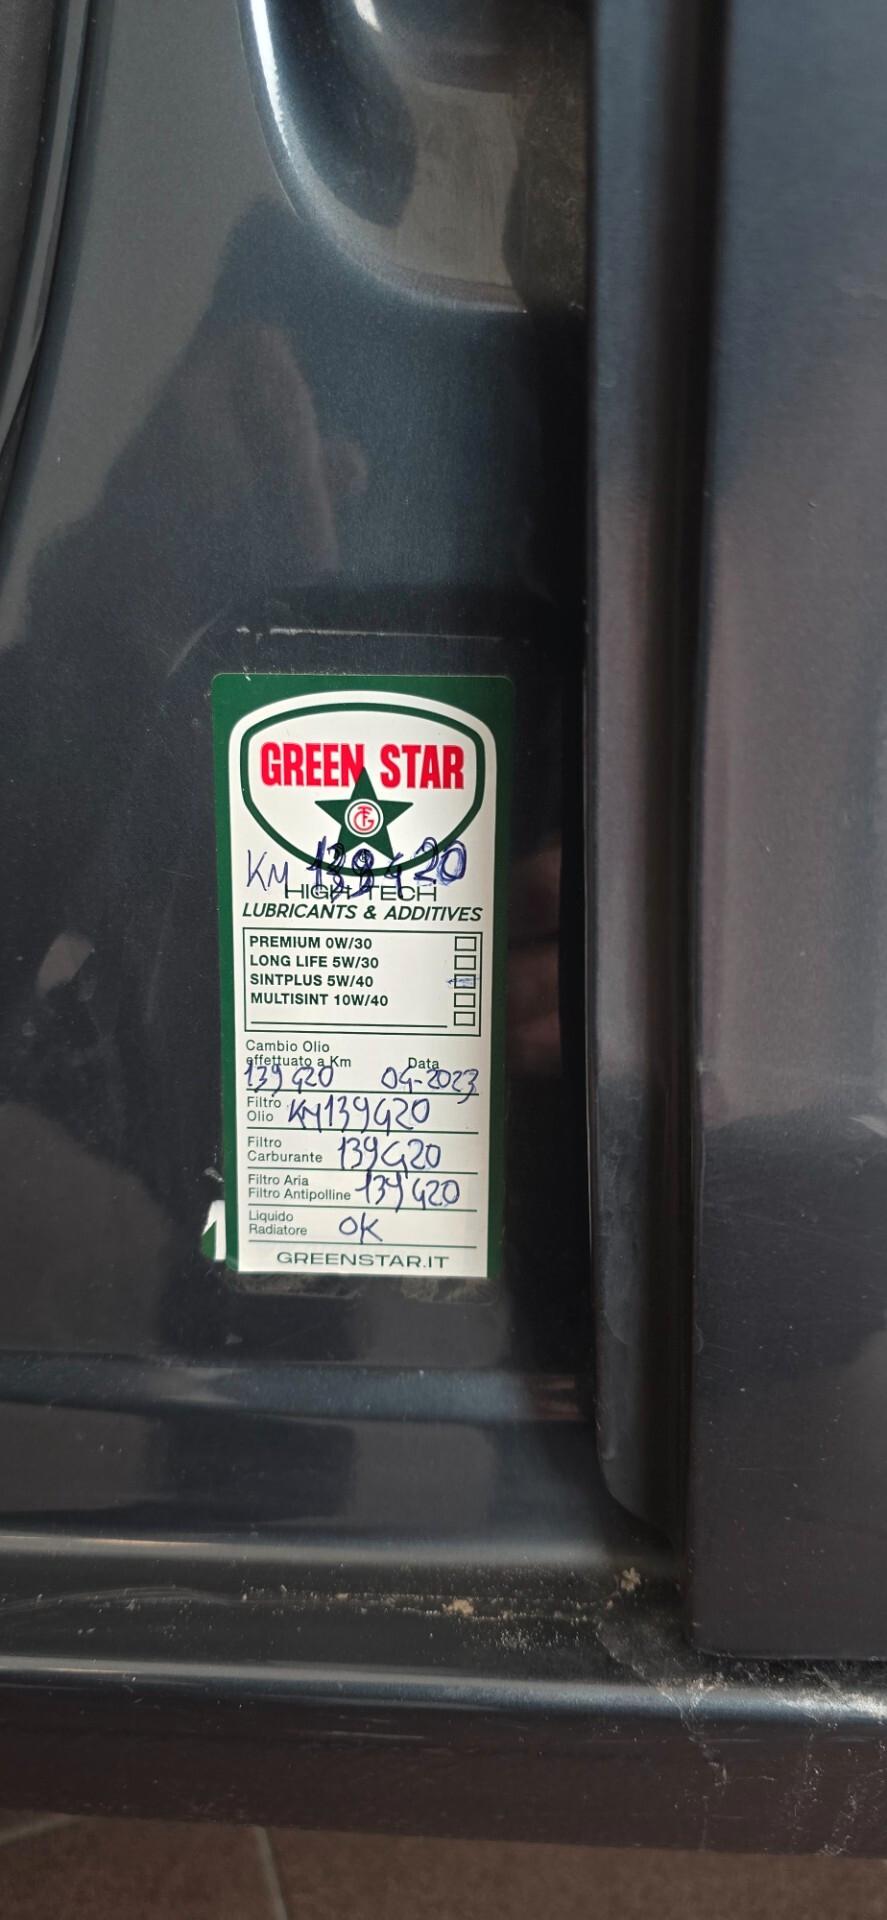 GREEN STAR
KM 139420
HIGH TECH
LUBRICANTS & ADDITIVES
PREMIUM 0W/30
LONG LIFE 5W/30
SINTPLUS 5W/40
MULTISINT 10W/40
Cambio Olio
effettuato a Km Data
139420 04-2023
Filtro
Olio KM139420
Filtro
Carburante 139420
Filtro Aria
Filtro Antipolline 139420
Liquido
Radiatore OK
GREENSTAR.IT